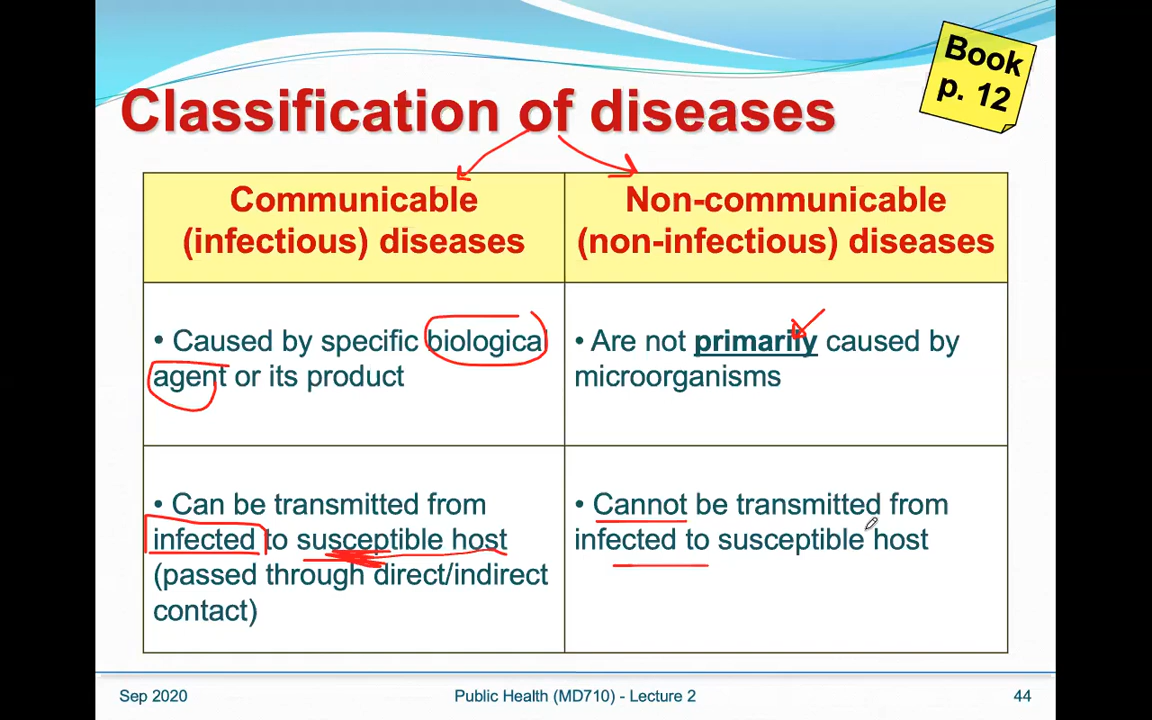 Book
p. 12
Classification of diseases
Communicable
(infectious) diseases
Non-communicable
(non-infectious) diseases
• Caused by specific biological
agent or its product
• Are not primarily caused by
microorganisms
• Can be transmitted from
infected to susceptible host
(passed through direct/indirect
contact)
• Cannot be transmitted from
infected to susceptible host
Sep 2020
Public Health (MD710) - Lecture 2
44